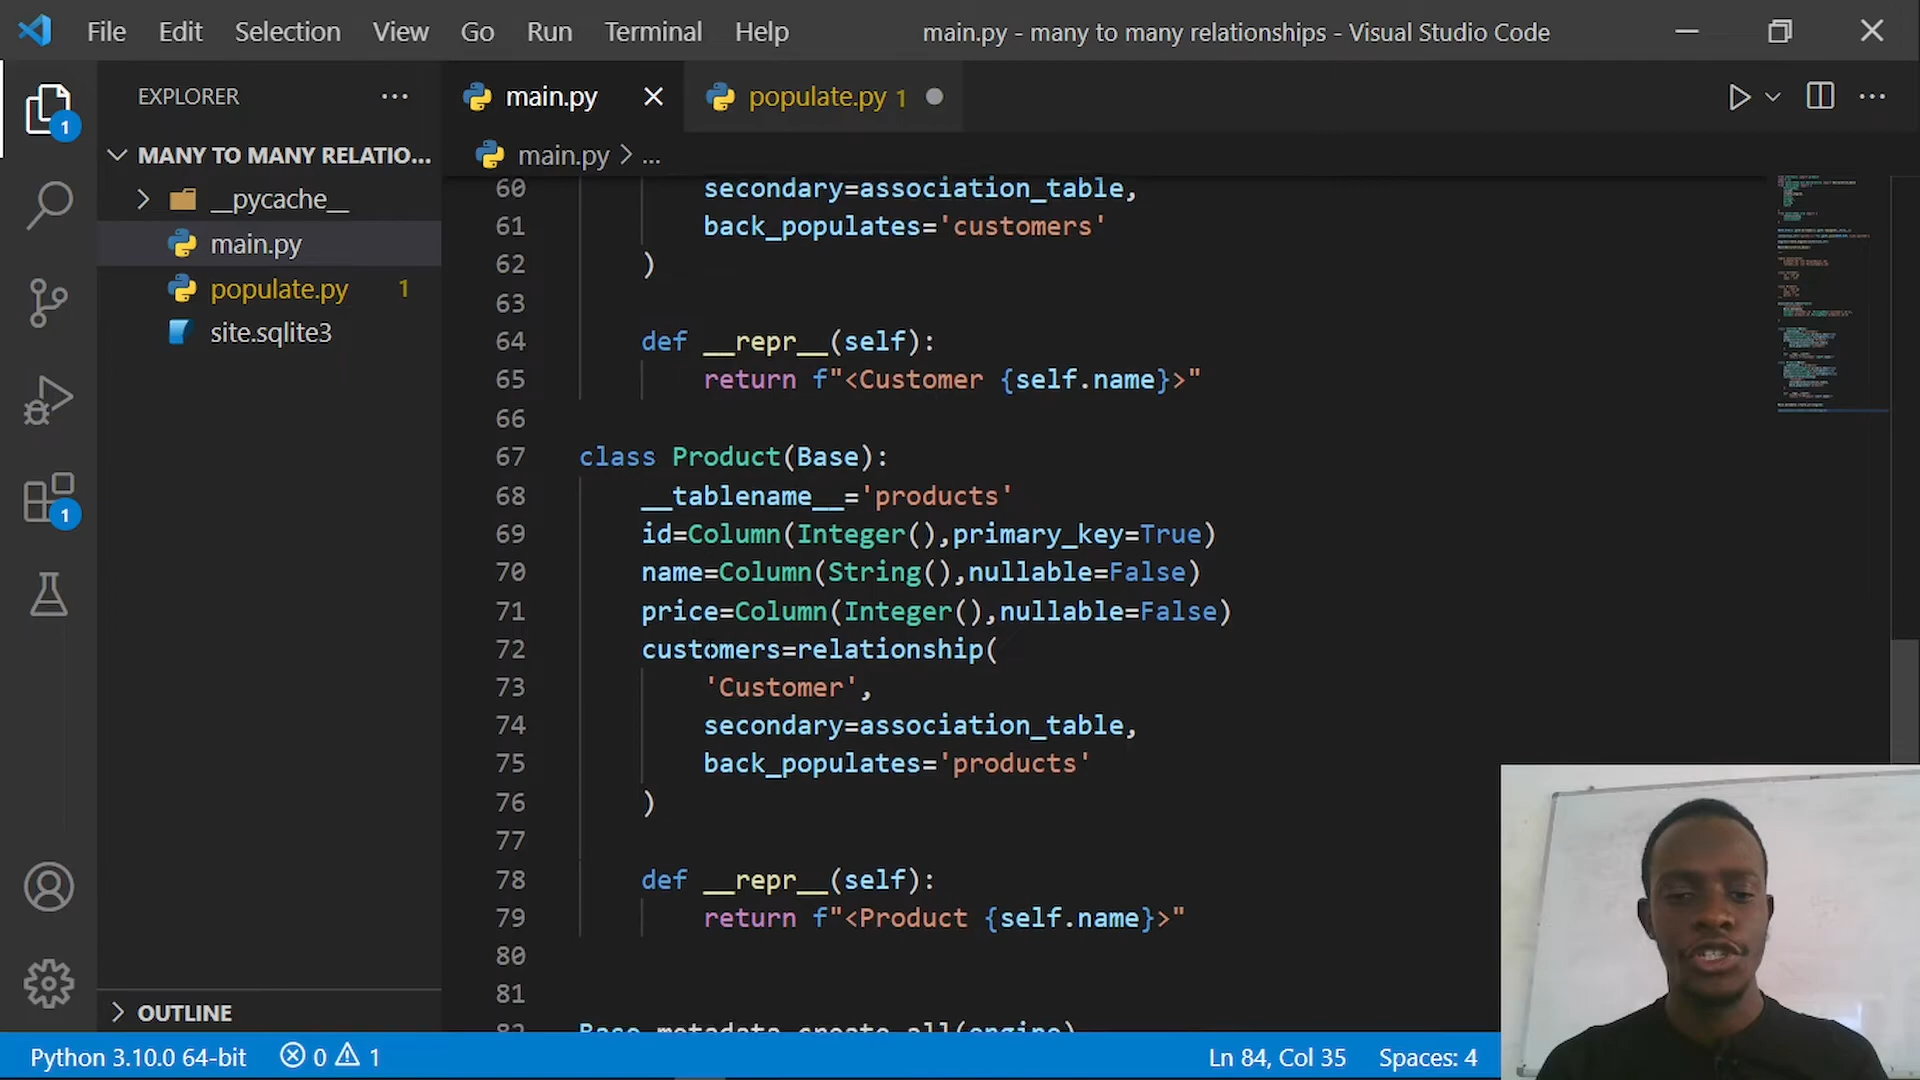 File Edit Selection View Go Run Terminal Help main.py - many to many relationships - Visual Studio Code
EXPLORER ... main.py populate.py 1
MANY TO MANY RELATIO... main.py > ...
1
__pycache__
main.py
populate.py 1
site.sqlite3
60 secondary=association_table,
61 back_populates='customers'
62 )
63
64 def __repr__(self):
65 return f"<Customer {self.name}>"
66
67 class Product(Base):
68 __tablename__='products'
69 id=Column(Integer(),primary_key=True)
70 name=Column(String(),nullable=False)
71 price=Column(Integer(),nullable=False)
72 customers=relationship(
73 'Customer',
74 secondary=association_table,
75 back_populates='products'
76 )
77
78 def __repr__(self):
79 return f"<Product {self.name}>"
80
81
82 Base.metadata.create_all(engine)
1
OUTLINE
Python 3.10.0 64-bit 0 1 Ln 84, Col 35 Spaces: 4